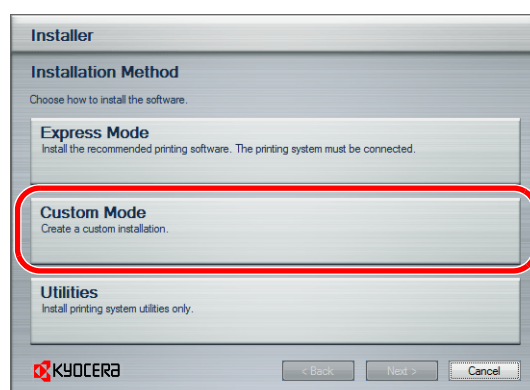 Installer
Installation Method
Choose how to install the software.
Express Mode
Install the recommended printing software. The printing system must be connected.
Custom Mode
Create a custom installation.
Utilities
Install printing system utilities only.
KYOCERA
< Back
Next >
Cancel